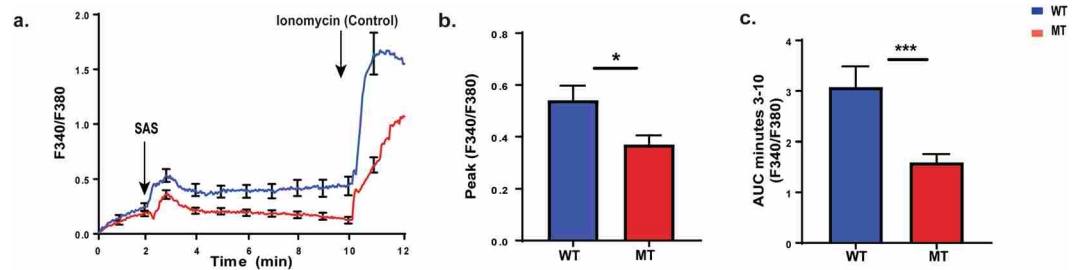 a.
Ionomycin (Control)
SAS
F340/F380
2.0
1.5
1.0
0.5
0.0
0 2 4 6 8 10 12
Time (min)
b.
Peak (F340/F380)
0.8
0.6
0.4
0.2
0.0
*
WT MT
c.
AUC minutes 3-10
(F340/F380)
4
3
2
1
0
***
WT MT
WT
MT